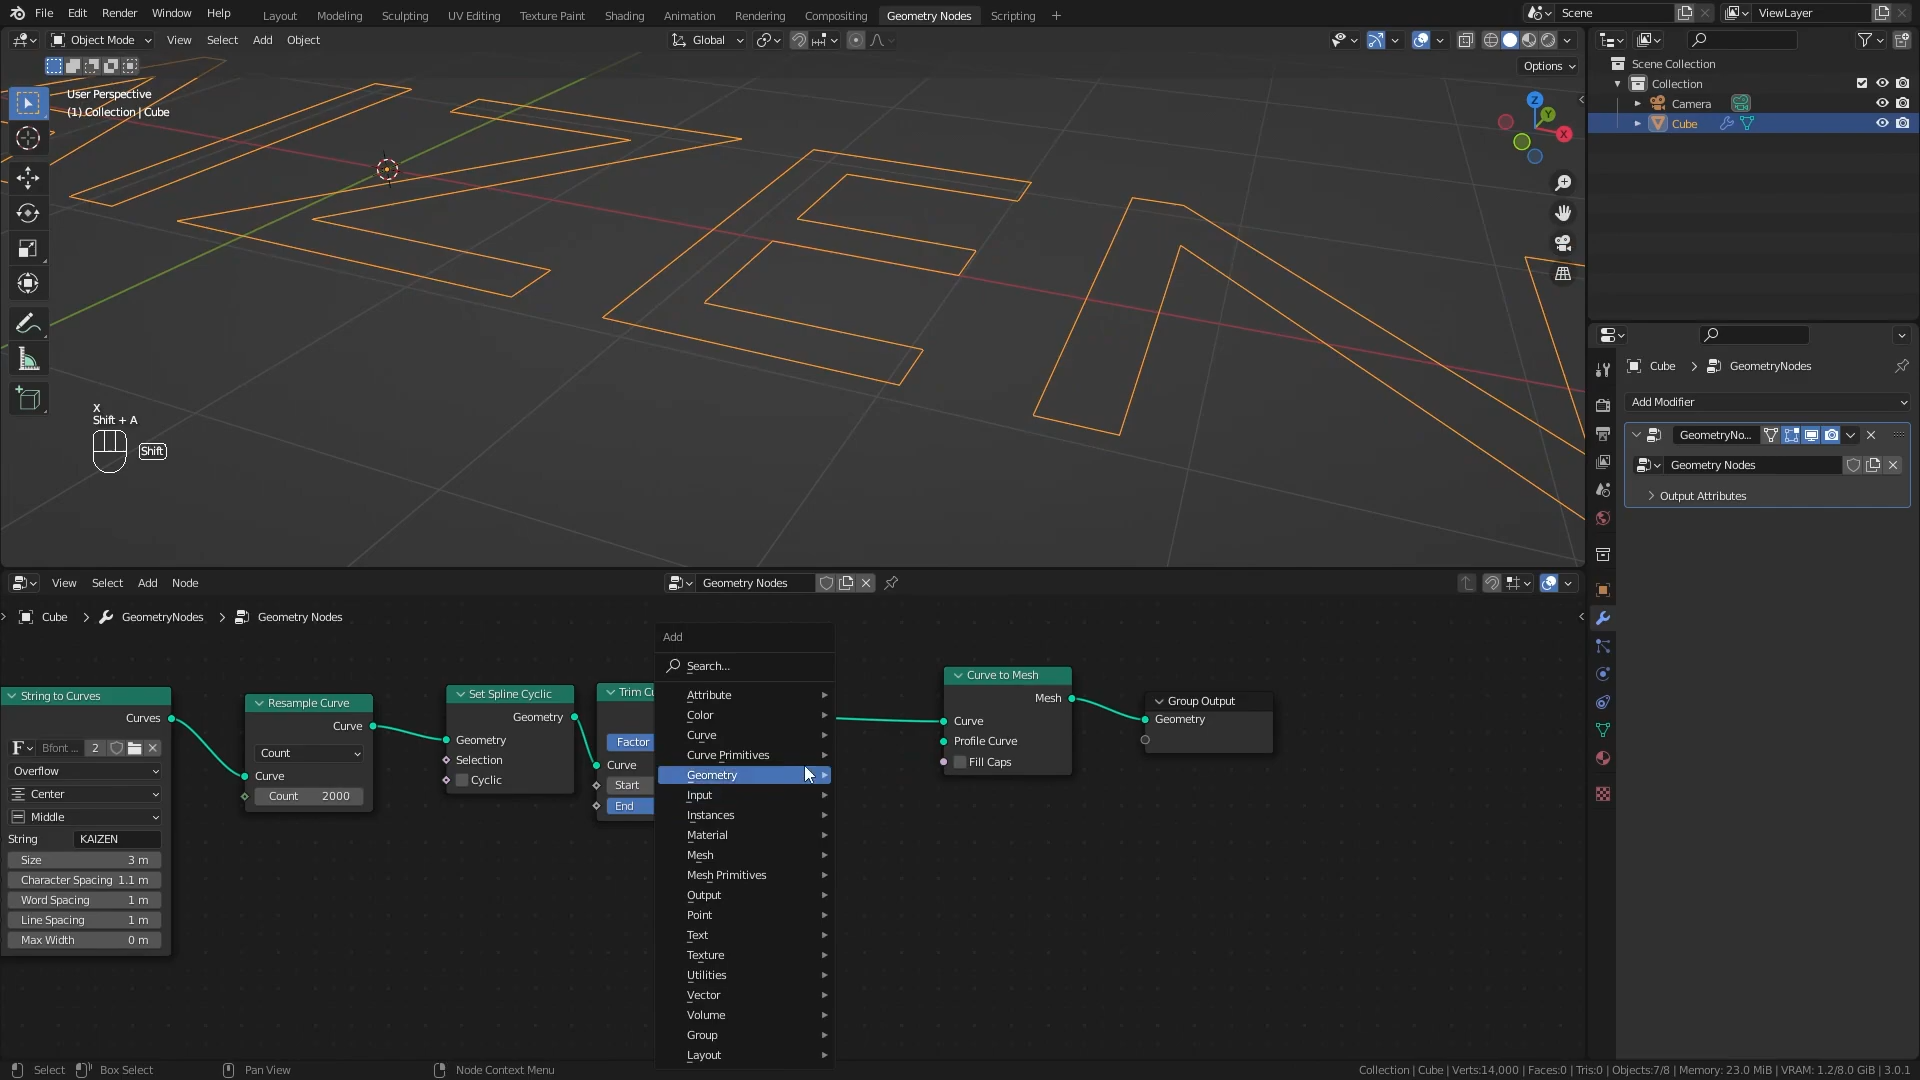 File Edit Render Window Help
Layout Modeling Sculpting UV Editing Texture Paint Shading Animation Rendering Compositing Geometry Nodes Scripting +
Scene
ViewLayer
Object Mode View Select Add Object
Global
Options
User Perspective
(1) Collection | Cube
Z
Y
X
X
Shift + A
Shift
Scene Collection
Collection
Camera
Cube
Cube > GeometryNodes
Add Modifier
GeometryNo...
Geometry Nodes
Output Attributes
View Select Add Node
Geometry Nodes
Cube > GeometryNodes > Geometry Nodes
String to Curves
Curves
Bfont ... 2
Overflow
Center
Middle
String KAIZEN
Size 3 m
Character Spacing 1.1 m
Word Spacing 1 m
Line Spacing 1 m
Max Width 0 m
Resample Curve
Curve
Count
Curve
Count 2000
Set Spline Cyclic
Geometry
Geometry
Selection
Cyclic
Trim Cu
Factor
Curve
Start
End
Add
Search...
Attribute
Color
Curve
Curve Primitives
Geometry
Input
Instances
Material
Mesh
Mesh Primitives
Output
Point
Text
Texture
Utilities
Vector
Volume
Group
Layout
Curve to Mesh
Mesh
Curve
Profile Curve
Fill Caps
Group Output
Geometry
Select Box Select Pan View Node Context Menu
Collection | Cube | Verts:14,000 | Faces:0 | Tris:0 | Objects:7/8 | Memory: 23.0 MiB | VRAM: 1.2/8.0 GiB | 3.0.1